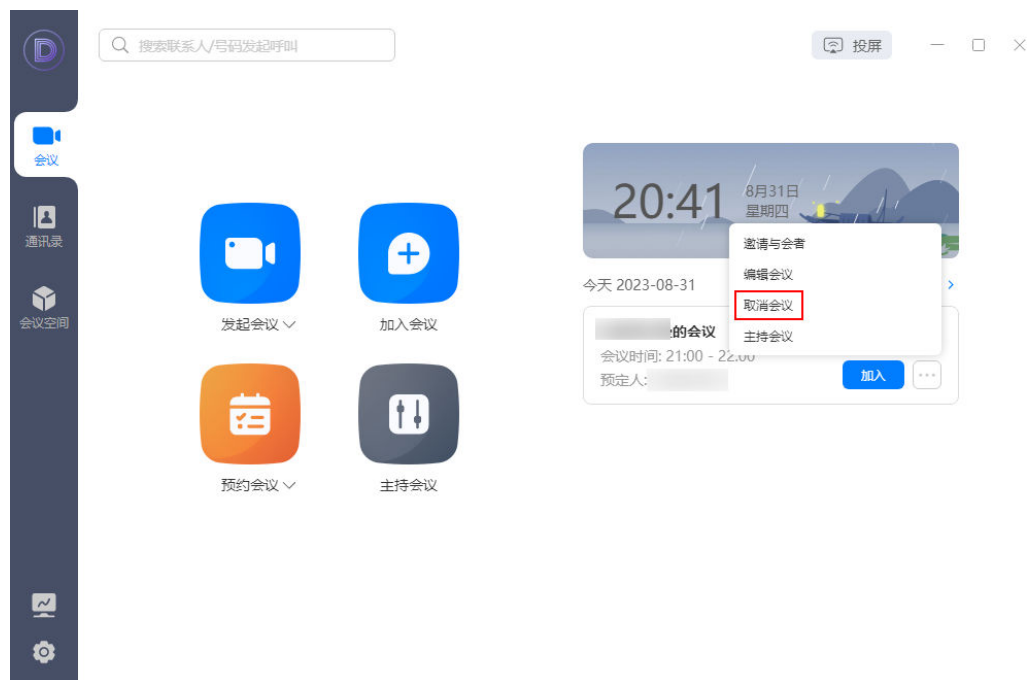 搜索联系人/号码发起呼叫
投屏
会议
通讯录
会议空间
发起会议
加入会议
预约会议
主持会议
20:41
8月31日
星期四
邀请与会者
编辑会议
取消会议
主持会议
今天 2023-08-31
的会议
会议时间: 21:00 - 22:00
预定人:
加入